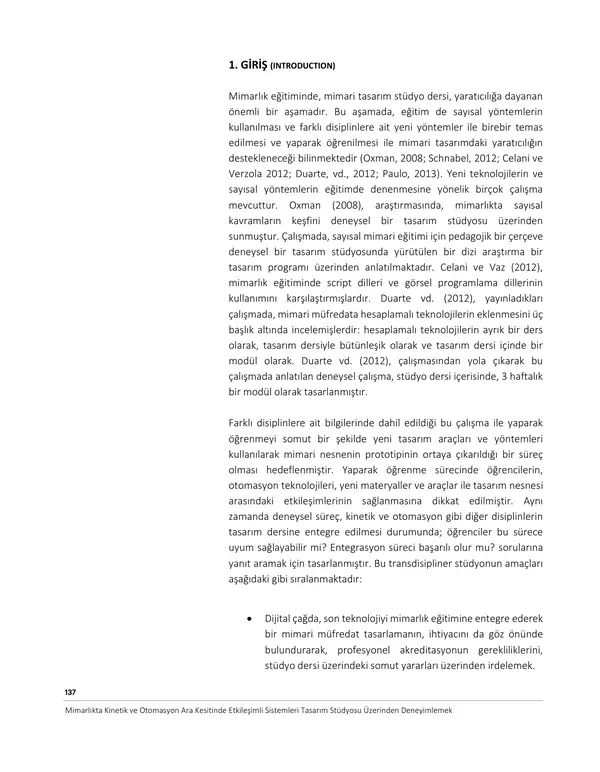 1. GİRİŞ (INTRODUCTION)
Mimarlık eğitiminde, mimari tasarım stüdyo dersi, yaratıcılığa dayanan
önemli bir aşamadır. Bu aşamada, eğitim de sayısal yöntemlerin
kullanılması ve farklı disiplinlere ait yeni yöntemler ile birebir temas
edilmesi ve yaparak öğrenilmesi ile mimari tasarımdaki yaratıcılığın
destekleneceği bilinmektedir (Oxman, 2008; Schnabel, 2012; Celani ve
Verzola 2012; Duarte, vd., 2012; Paulo, 2013). Yeni teknolojilerin ve
sayısal yöntemlerin eğitimde denenmesine yönelik birçok çalışma
mevcuttur. Oxman (2008), araştırmasında, mimarlıkta sayısal
kavramların keşfini deneysel bir tasarım stüdyosu üzerinden
sunmuştur. Çalışmada, sayısal mimari eğitimi için pedagojik bir çerçeve
deneysel bir tasarım stüdyosunda yürütülen bir dizi araştırma bir
tasarım programı üzerinden anlatılmaktadır. Celani ve Vaz (2012),
mimarlık eğitiminde script dilleri ve görsel programlama dillerinin
kullanımını karşılaştırmışlardır. Duarte vd. (2012), yayınladıkları
çalışmada, mimari müfredata hesaplamalı teknolojilerin eklenmesini üç
başlık altında incelemişlerdir: hesaplamalı teknolojilerin ayrık bir ders
olarak, tasarım dersiyle bütünleşik olarak ve tasarım dersi içinde bir
modül olarak. Duarte vd. (2012), çalışmasından yola çıkarak bu
çalışmada anlatılan deneysel çalışma, stüdyo dersi içerisinde, 3 haftalık
bir modül olarak tasarlanmıştır.
Farklı disiplinlere ait bilgilerinde dahil edildiği bu çalışma ile yaparak
öğrenmeyi somut bir şekilde yeni tasarım araçları ve yöntemleri
kullanılarak mimari nesnenin prototipinin ortaya çıkarıldığı bir süreç
olması hedeflenmiştir. Yaparak öğrenme sürecinde öğrencilerin,
otomasyon teknolojileri, yeni materyaller ve araçlar ile tasarım nesnesi
arasındaki etkileşimlerinin sağlanmasına dikkat edilmiştir. Aynı
zamanda deneysel süreç, kinetik ve otomasyon gibi diğer disiplinlerin
tasarım dersine entegre edilmesi durumunda; öğrenciler bu sürece
uyum sağlayabilir mi? Entegrasyon süreci başarılı olur mu? sorularına
yanıt aramak için tasarlanmıştır. Bu transdisipliner stüdyonun amaçları
aşağıdaki gibi sıralanmaktadır:
• Dijital çağda, son teknolojiyi mimarlık eğitimine entegre ederek
bir mimari müfredat tasarlamanın, ihtiyacını da göz önünde
bulundurarak, profesyonel akreditasyonun gerekliliklerini,
stüdyo dersi üzerindeki somut yararları üzerinden irdelemek.
137
Mimarlıkta Kinetik ve Otomasyon Ara Kesitinde Etkileşimli Sistemleri Tasarım Stüdyosu Üzerinden Deneyimlemek